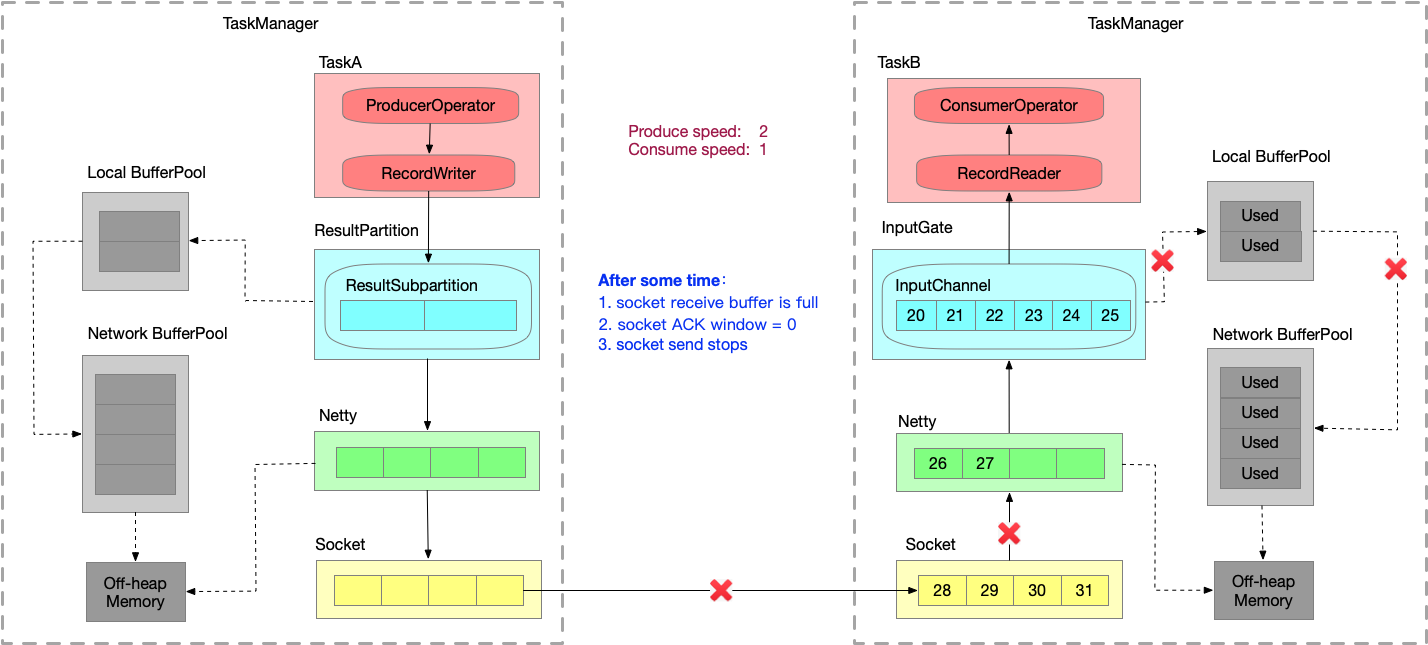 TaskManager
TaskA
ProducerOperator
RecordWriter
Local BufferPool
ResultPartition
ResultSubpartition
Network BufferPool
Netty
Socket
Off-heap
Memory
Produce speed: 2
Consume speed: 1
After some time：
1. socket receive buffer is full
2. socket ACK window = 0
3. socket send stops
TaskManager
TaskB
ConsumerOperator
RecordReader
Local BufferPool
Used
Used
InputGate
InputChannel
20 21 22 23 24 25
Network BufferPool
Used
Used
Used
Used
Netty
26 27
Socket
28 29 30 31
Off-heap
Memory